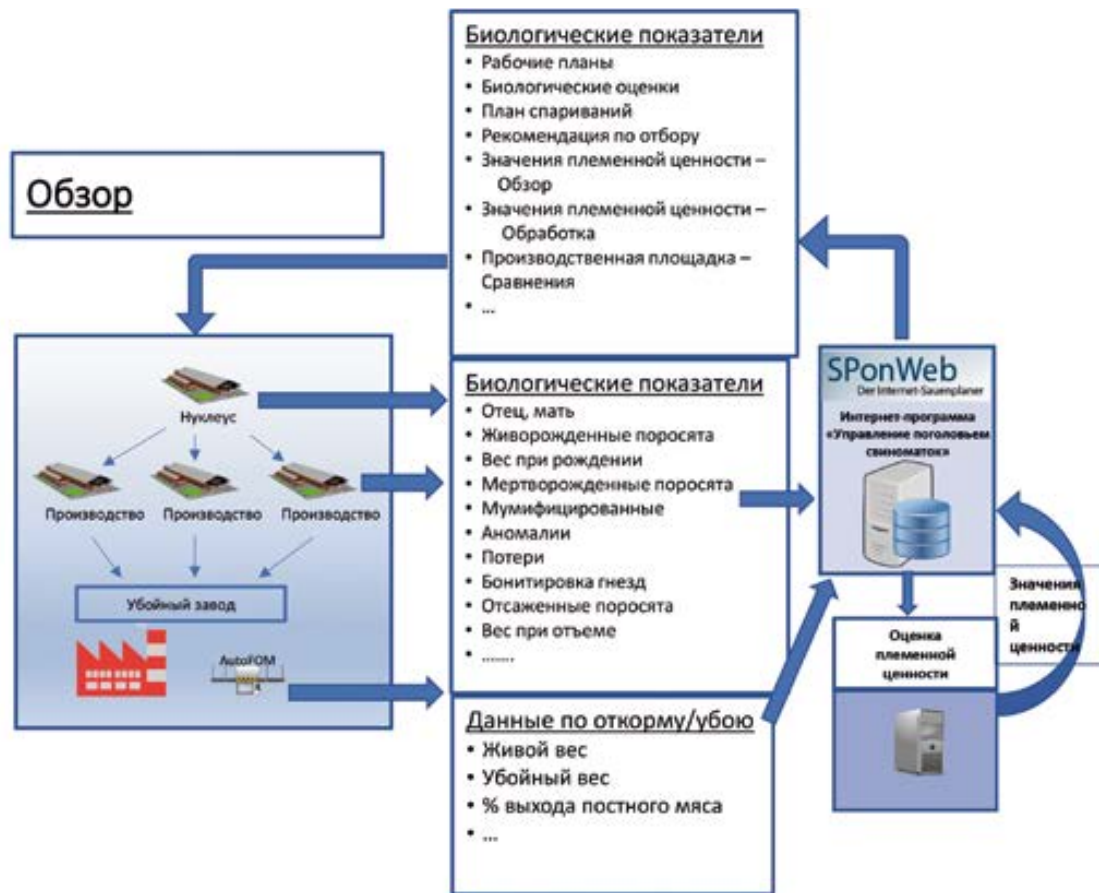 Обзор
Биологические показатели
• Рабочие планы
• Биологические оценки
• План спариваний
• Рекомендация по отбору
• Значения племенной ценности –
Обзор
• Значения племенной ценности –
Обработка
• Производственная площадка –
Сравнения
• ...
Нуклеус
Производство
Производство
Производство
Убойный завод
AutoFOM
Биологические показатели
• Отец, мать
• Живорожденные поросята
• Вес при рождении
• Мертворожденные поросята
• Мумифицированные
• Аномалии
• Потери
• Бонитировка гнезд
• Отсаженные поросята
• Вес при отъеме
• .......
Данные по откорму/убою
• Живой вес
• Убойный вес
• % выхода постного мяса
• ...
SPonWeb
Der Internet-Sauenplaner
Интернет-программа
«Управление поголовьем
свиноматок»
Оценка
племенной
ценности
Значения
племенно
й
ценности